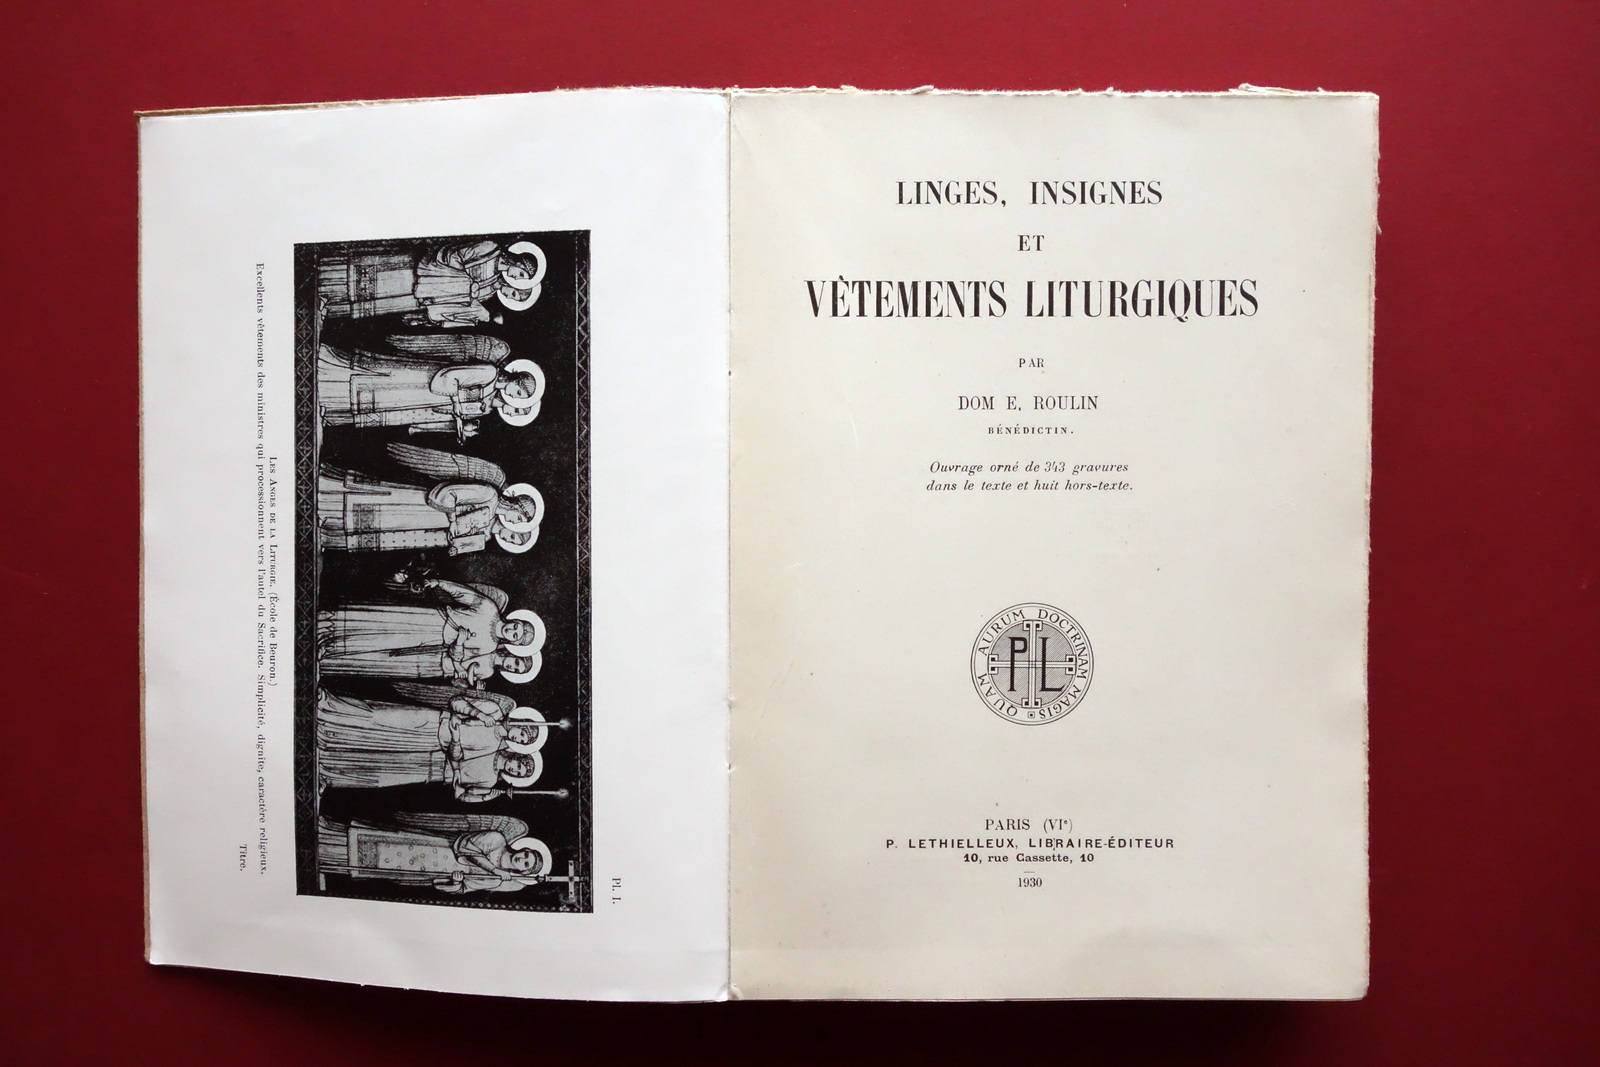 Pl. I.
LES ANGES DE LA LITURGIE. (École de Beuron.)
Excellents vêtements des ministres qui processionnent vers l'autel du Sacrifice. Simplicité, dignité, caractère religieux.
Titre.
LINGES, INSIGNES
ET
VÊTEMENTS LITURGIQUES
PAR
DOM E. ROULIN
BÉNÉDICTIN.
Ouvrage orné de 343 gravures
dans le texte et huit hors-texte.
QUAM AURUM DOCTRINAM MAGIS
P L
PARIS (VIe)
P. LETHIELLEUX, LIBRAIRE-ÉDITEUR
10, rue Cassette, 10
1930